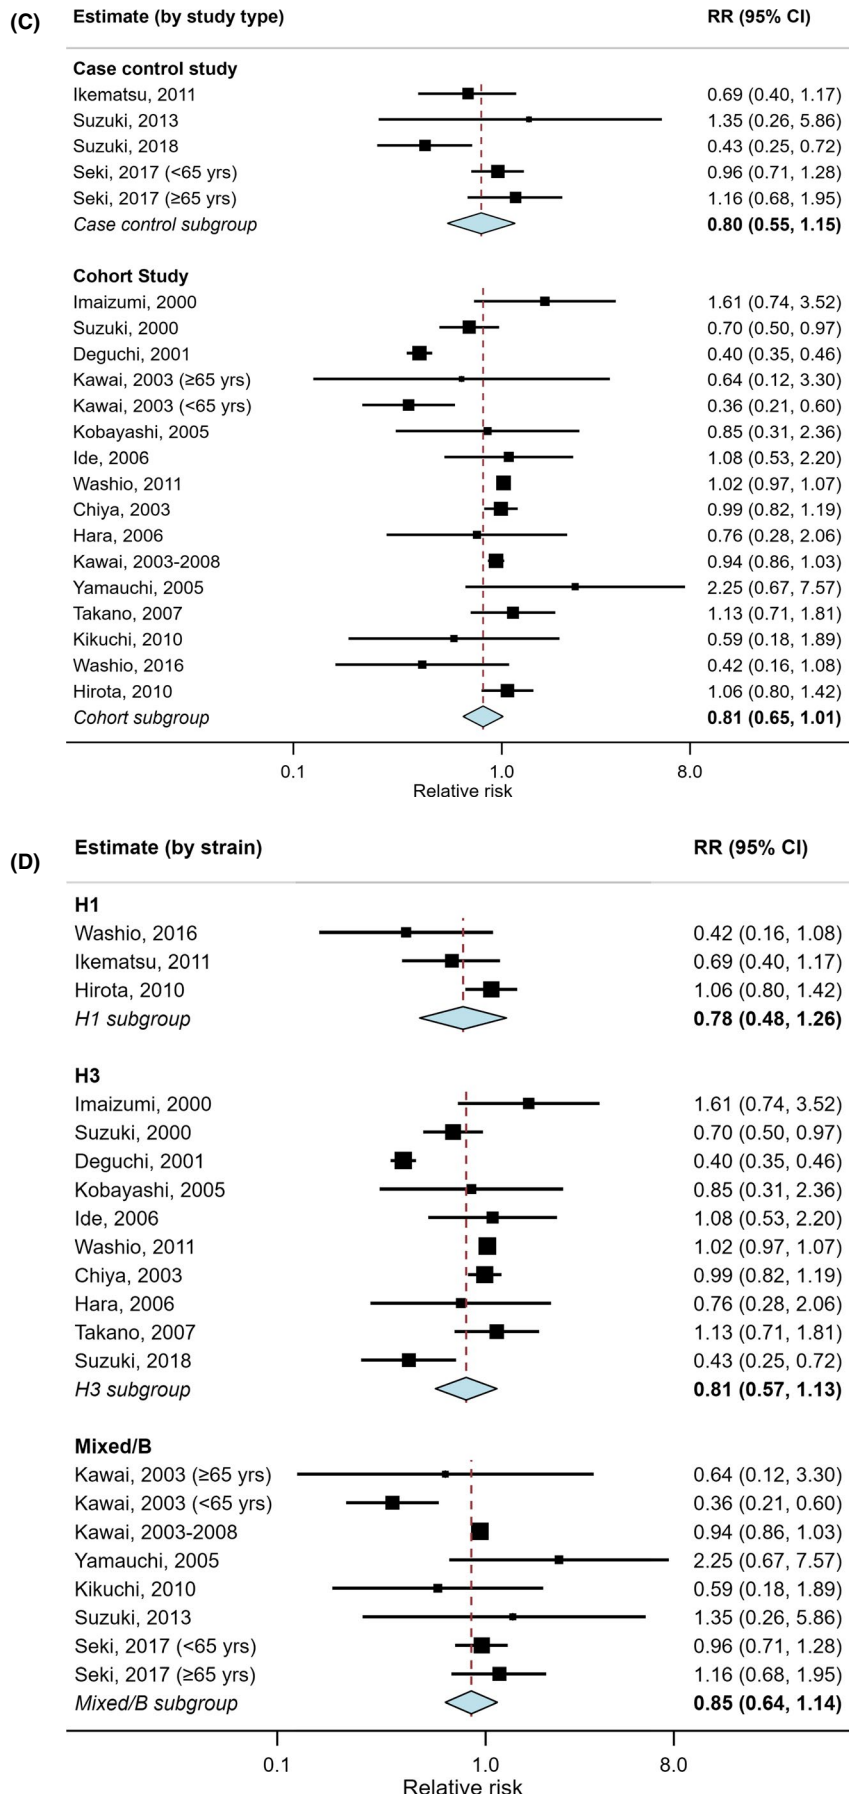 (C) Estimate (by study type) RR (95% CI)
Case control study
Ikematsu, 2011 0.69 (0.40, 1.17)
Suzuki, 2013 1.35 (0.26, 5.86)
Suzuki, 2018 0.43 (0.25, 0.72)
Seki, 2017 (<65 yrs) 0.96 (0.71, 1.28)
Seki, 2017 (≥65 yrs) 1.16 (0.68, 1.95)
Case control subgroup 0.80 (0.55, 1.15)
Cohort Study
Imaizumi, 2000 1.61 (0.74, 3.52)
Suzuki, 2000 0.70 (0.50, 0.97)
Deguchi, 2001 0.40 (0.35, 0.46)
Kawai, 2003 (≥65 yrs) 0.64 (0.12, 3.30)
Kawai, 2003 (<65 yrs) 0.36 (0.21, 0.60)
Kobayashi, 2005 0.85 (0.31, 2.36)
Ide, 2006 1.08 (0.53, 2.20)
Washio, 2011 1.02 (0.97, 1.07)
Chiya, 2003 0.99 (0.82, 1.19)
Hara, 2006 0.76 (0.28, 2.06)
Kawai, 2003-2008 0.94 (0.86, 1.03)
Yamauchi, 2005 2.25 (0.67, 7.57)
Takano, 2007 1.13 (0.71, 1.81)
Kikuchi, 2010 0.59 (0.18, 1.89)
Washio, 2016 0.42 (0.16, 1.08)
Hirota, 2010 1.06 (0.80, 1.42)
Cohort subgroup 0.81 (0.65, 1.01)
0.1 1.0 8.0
Relative risk
(D) Estimate (by strain) RR (95% CI)
H1
Washio, 2016 0.42 (0.16, 1.08)
Ikematsu, 2011 0.69 (0.40, 1.17)
Hirota, 2010 1.06 (0.80, 1.42)
H1 subgroup 0.78 (0.48, 1.26)
H3
Imaizumi, 2000 1.61 (0.74, 3.52)
Suzuki, 2000 0.70 (0.50, 0.97)
Deguchi, 2001 0.40 (0.35, 0.46)
Kobayashi, 2005 0.85 (0.31, 2.36)
Ide, 2006 1.08 (0.53, 2.20)
Washio, 2011 1.02 (0.97, 1.07)
Chiya, 2003 0.99 (0.82, 1.19)
Hara, 2006 0.76 (0.28, 2.06)
Takano, 2007 1.13 (0.71, 1.81)
Suzuki, 2018 0.43 (0.25, 0.72)
H3 subgroup 0.81 (0.57, 1.13)
Mixed/B
Kawai, 2003 (≥65 yrs) 0.64 (0.12, 3.30)
Kawai, 2003 (<65 yrs) 0.36 (0.21, 0.60)
Kawai, 2003-2008 0.94 (0.86, 1.03)
Yamauchi, 2005 2.25 (0.67, 7.57)
Kikuchi, 2010 0.59 (0.18, 1.89)
Suzuki, 2013 1.35 (0.26, 5.86)
Seki, 2017 (<65 yrs) 0.96 (0.71, 1.28)
Seki, 2017 (≥65 yrs) 1.16 (0.68, 1.95)
Mixed/B subgroup 0.85 (0.64, 1.14)
0.1 1.0 8.0
Relative risk